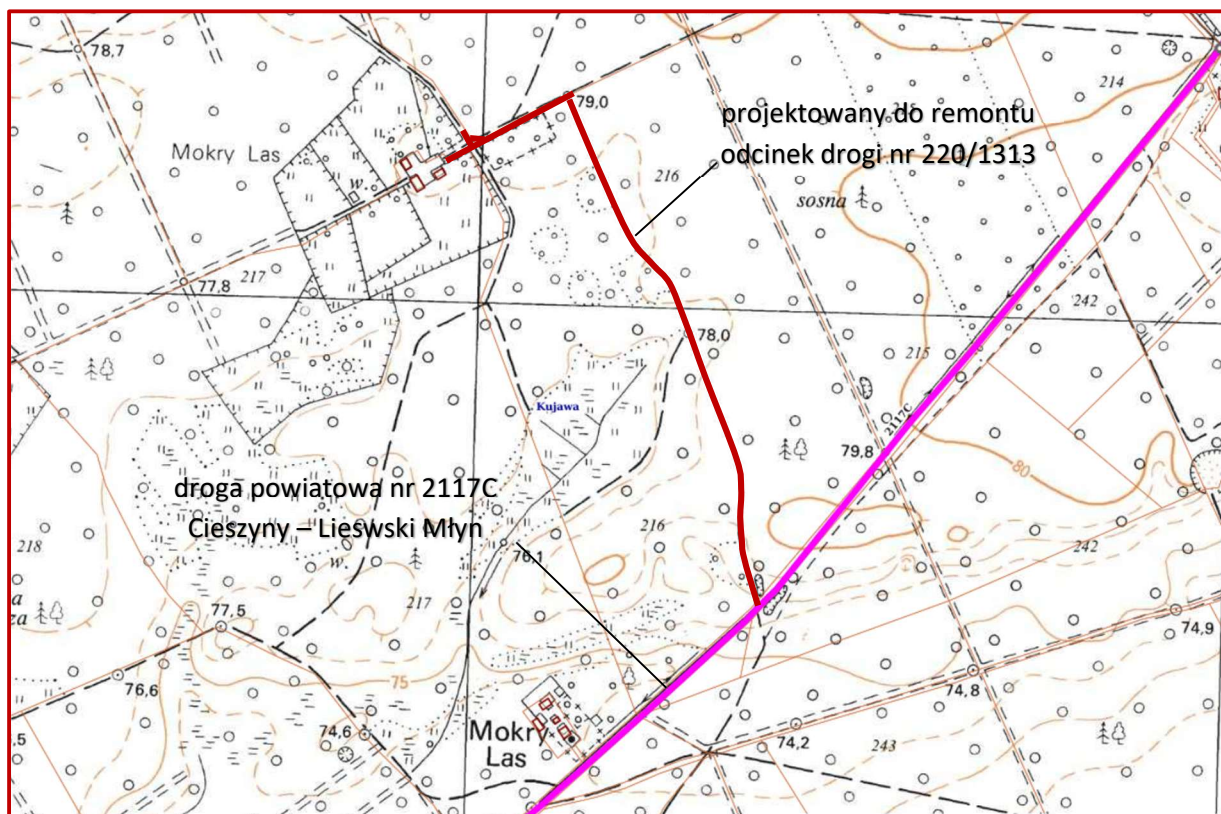 78,7
79,0
214
215
projektowany do remontu
odcinek drogi nr 220/1313
Mokry Las
w.
216
sosna
217
77,8
242
78,0
215
Kujawa
2117C
79.8
80
droga powiatowa nr 2117C
Cieszyny – Lieswski Młyn
216
218
w.
76,1
242
a
za
77,5
217
74,9
76,6
75
74,8
,5
74,6
Mokry
Las
74,2
243